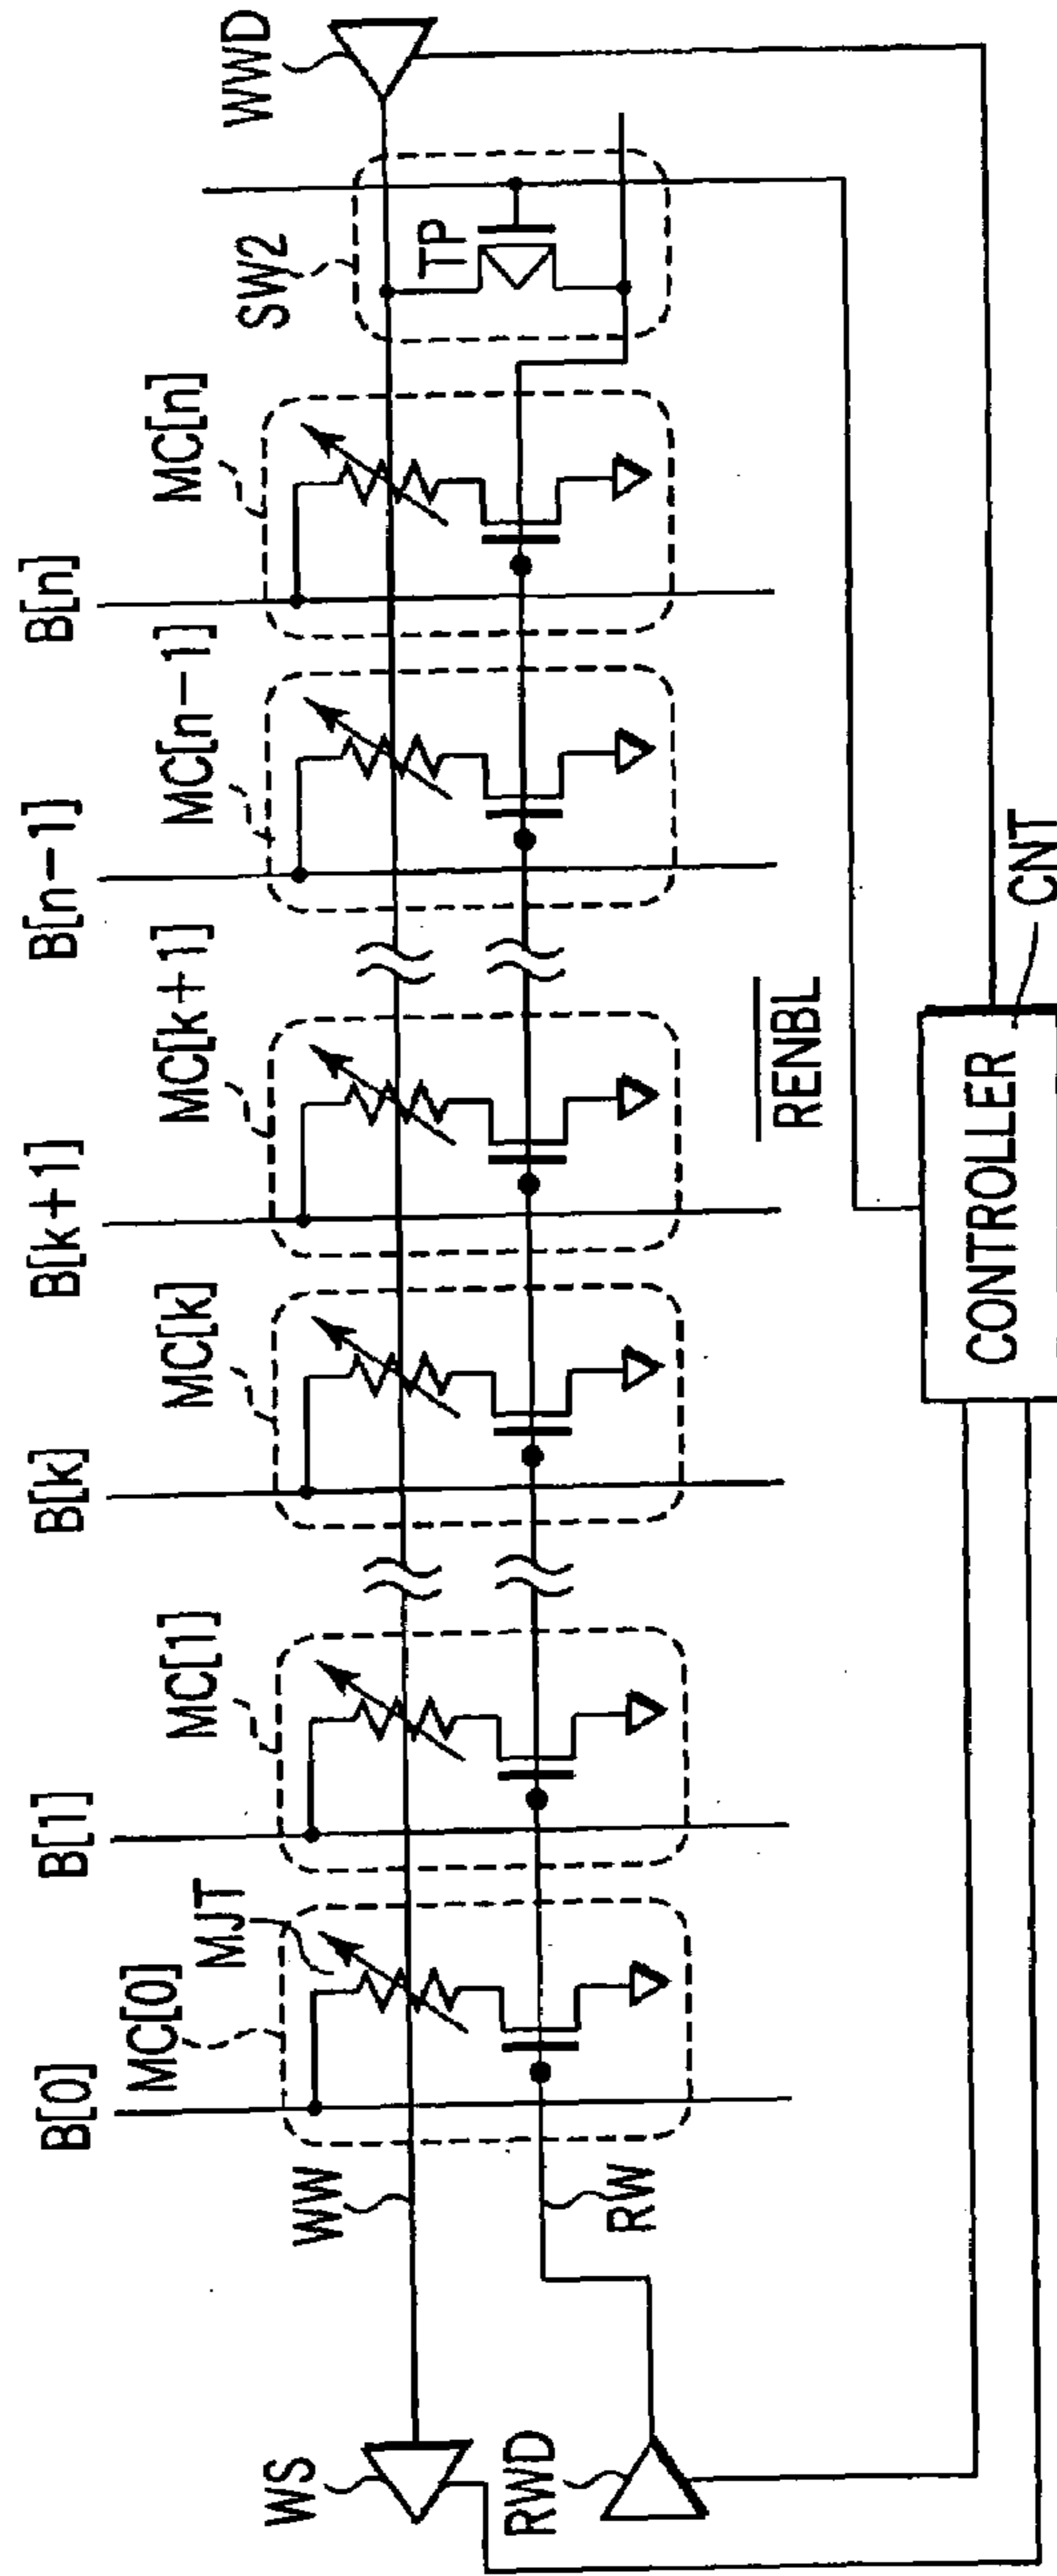 B[0]
B[1]
B[k]
B[k+1]
B[n-1]
B[n]
MC[0]
MJT
MC[1]
MC[k]
MC[k+1]
MC[n-1]
MC[n]
SW2
WWD
TP
WS
WW
RWD
RW
RENBL
CONTROLLER
CNT